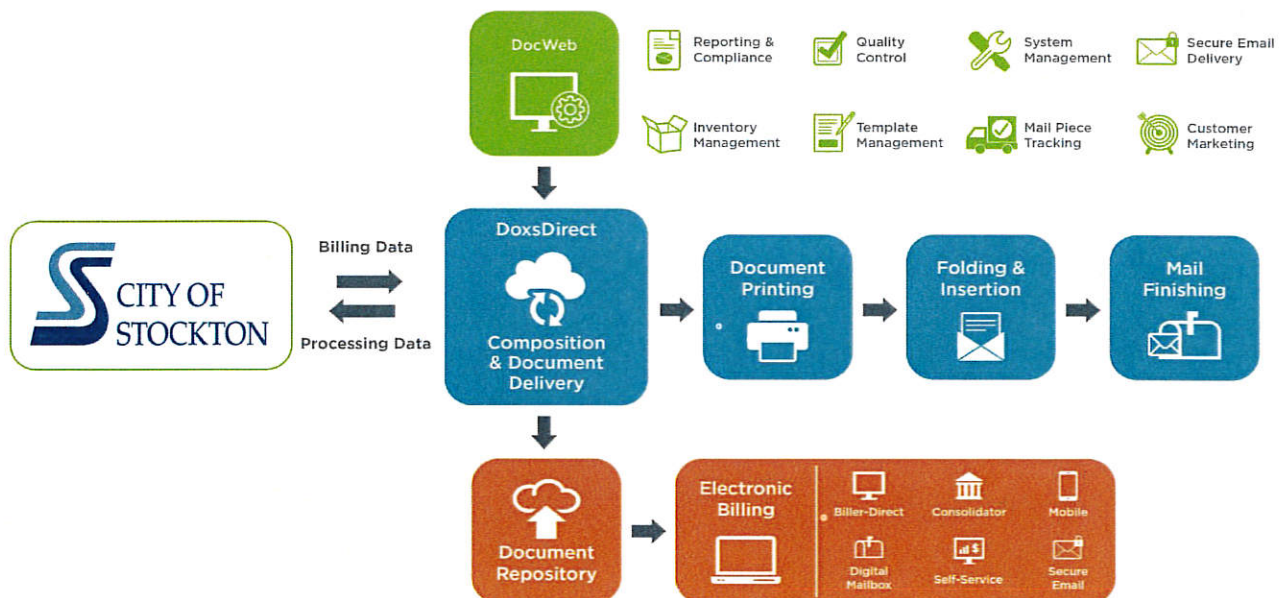 DocWeb
Reporting &
Compliance
Quality
Control
System
Management
Secure Email
Delivery
Inventory
Management
Template
Management
Mail Piece
Tracking
Customer
Marketing
CITY OF
STOCKTON
Billing Data
Processing Data
DoxsDirect
Composition
& Document
Delivery
Document
Printing
Folding &
Insertion
Mail
Finishing
Document
Repository
Electronic
Billing
Biller-Direct
Consolidator
Mobile
Digital
Mailbox
$
Self-Service
Secure
Email